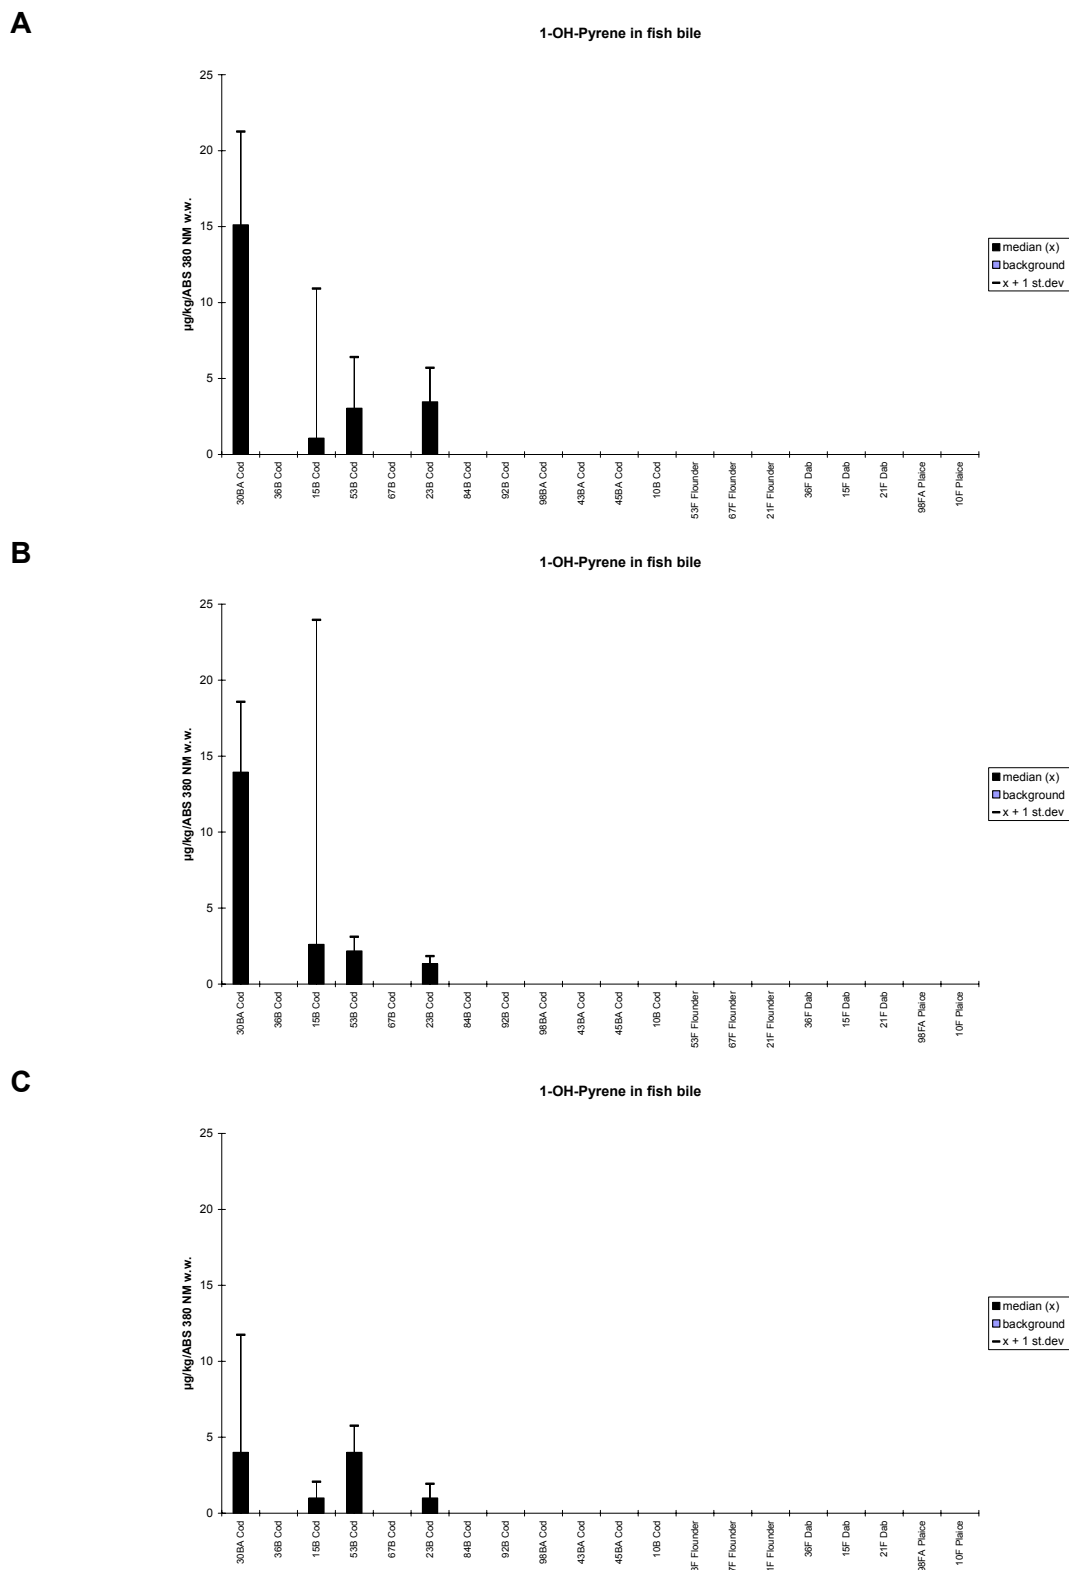 A
1-OH-Pyrene in fish bile
25
20
15
10
5
0
µg/kg/ABS 380 NM w.w.
30BA Cod
36B Cod
15B Cod
53B Cod
67B Cod
23B Cod
84B Cod
92B Cod
98BA Cod
43BA Cod
45BA Cod
10B Cod
53F Flounder
67F Flounder
21F Flounder
36F Dab
15F Dab
21F Dab
98FA Plaice
10F Plaice
median (x)
background
x + 1 st.dev
B
1-OH-Pyrene in fish bile
25
20
15
10
5
0
µg/kg/ABS 380 NM w.w.
30BA Cod
36B Cod
15B Cod
53B Cod
67B Cod
23B Cod
84B Cod
92B Cod
98BA Cod
43BA Cod
45BA Cod
10B Cod
53F Flounder
67F Flounder
21F Flounder
36F Dab
15F Dab
21F Dab
98FA Plaice
10F Plaice
median (x)
background
x + 1 st.dev
C
1-OH-Pyrene in fish bile
25
20
15
10
5
0
µg/kg/ABS 380 NM w.w.
30BA Cod
36B Cod
15B Cod
53B Cod
67B Cod
23B Cod
84B Cod
92B Cod
98BA Cod
43BA Cod
45BA Cod
10B Cod
3F Flounder
7F Flounder
1F Flounder
36F Dab
15F Dab
21F Dab
98FA Plaice
10F Plaice
median (x)
background
x + 1 st.dev